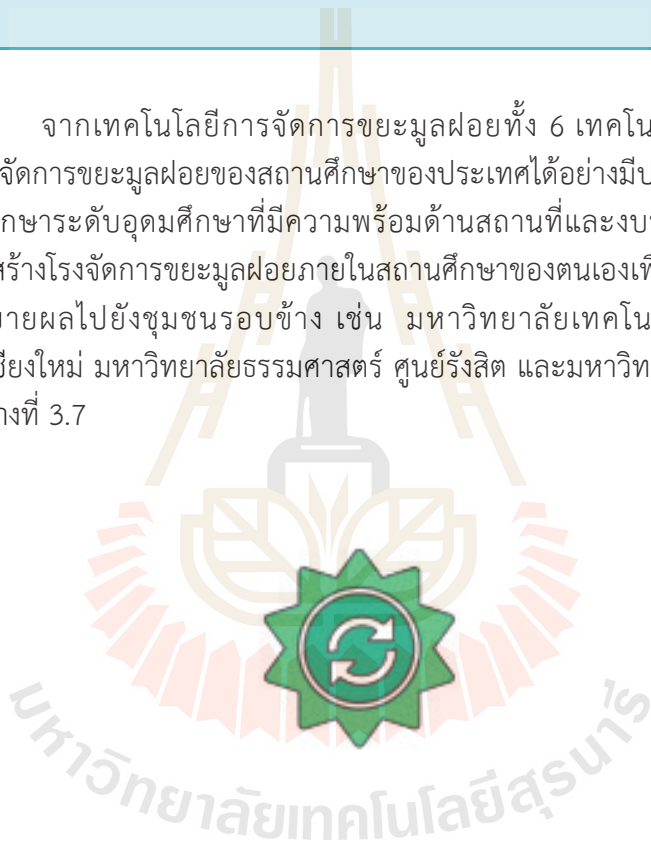 จากเทคโนโลยีการจัดการขยะมูลฝอยทั้ง 6 เทคโน
จัดการขยะมูลฝอยของสถานศึกษาของประเทศได้อย่างมีป
กษาระดับอุดมศึกษาที่มีความพร้อมด้านสถานที่และงบ
สร้างโรงจัดการขยะมูลฝอยภายในสถานศึกษาของตนเองเพื
ยายผลไปยังชุมชนรอบข้าง เช่น มหาวิทยาลัยเทคโน
ชียงใหม่ มหาวิทยาลัยธรรมศาสตร์ ศูนย์รังสิต และมหาวิท
างที่ 3.7
มหาวิทยาลัยเทคโนโลยีสุรนารี